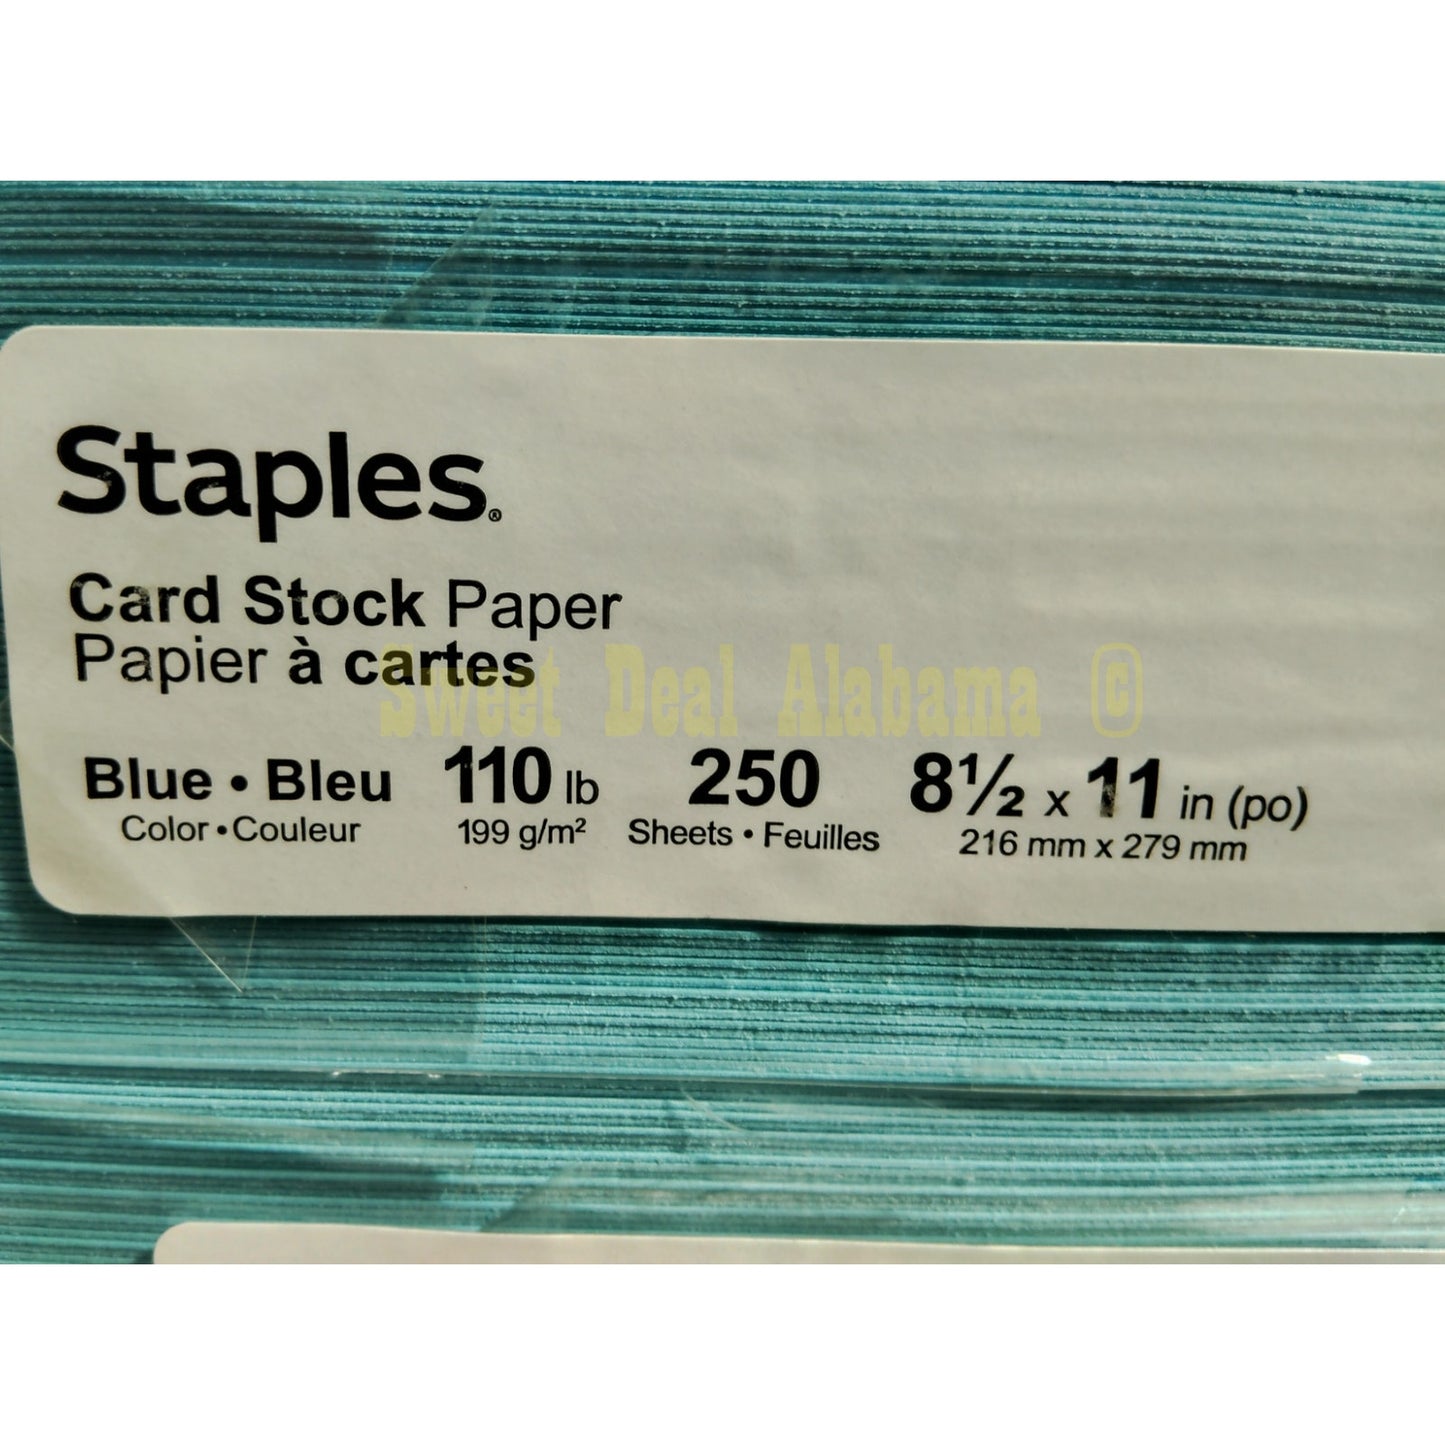 Staples®
Card Stock Paper
Papier à cartes
Sweet Deal Alabama ©
Blue • Bleu 110 lb 250 8½ x 11 in (po)
Color • Couleur 199 g/m² Sheets • Feuilles 216 mm x 279 mm